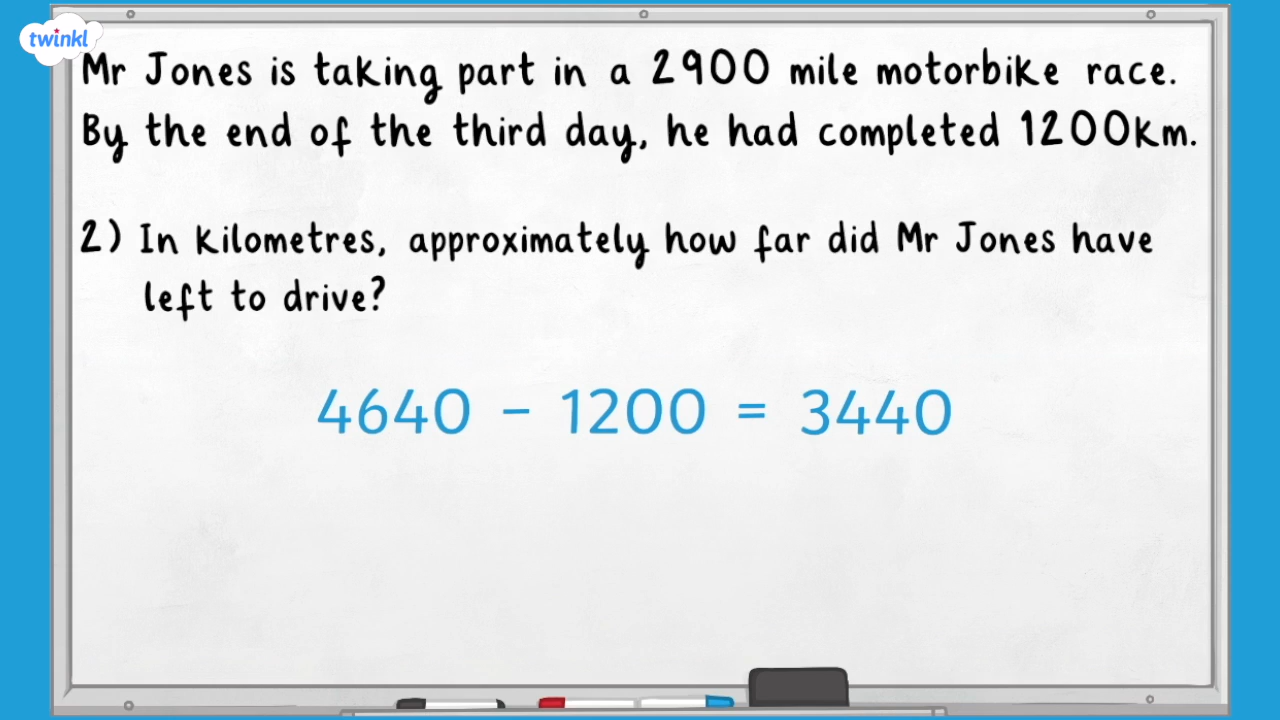 twinkl
Mr Jones is taking part in a 2900 mile motorbike race.
By the end of the third day, he had completed 1200km.
2) In kilometres, approximately how far did Mr Jones have
left to drive?
4640 - 1200 = 3440